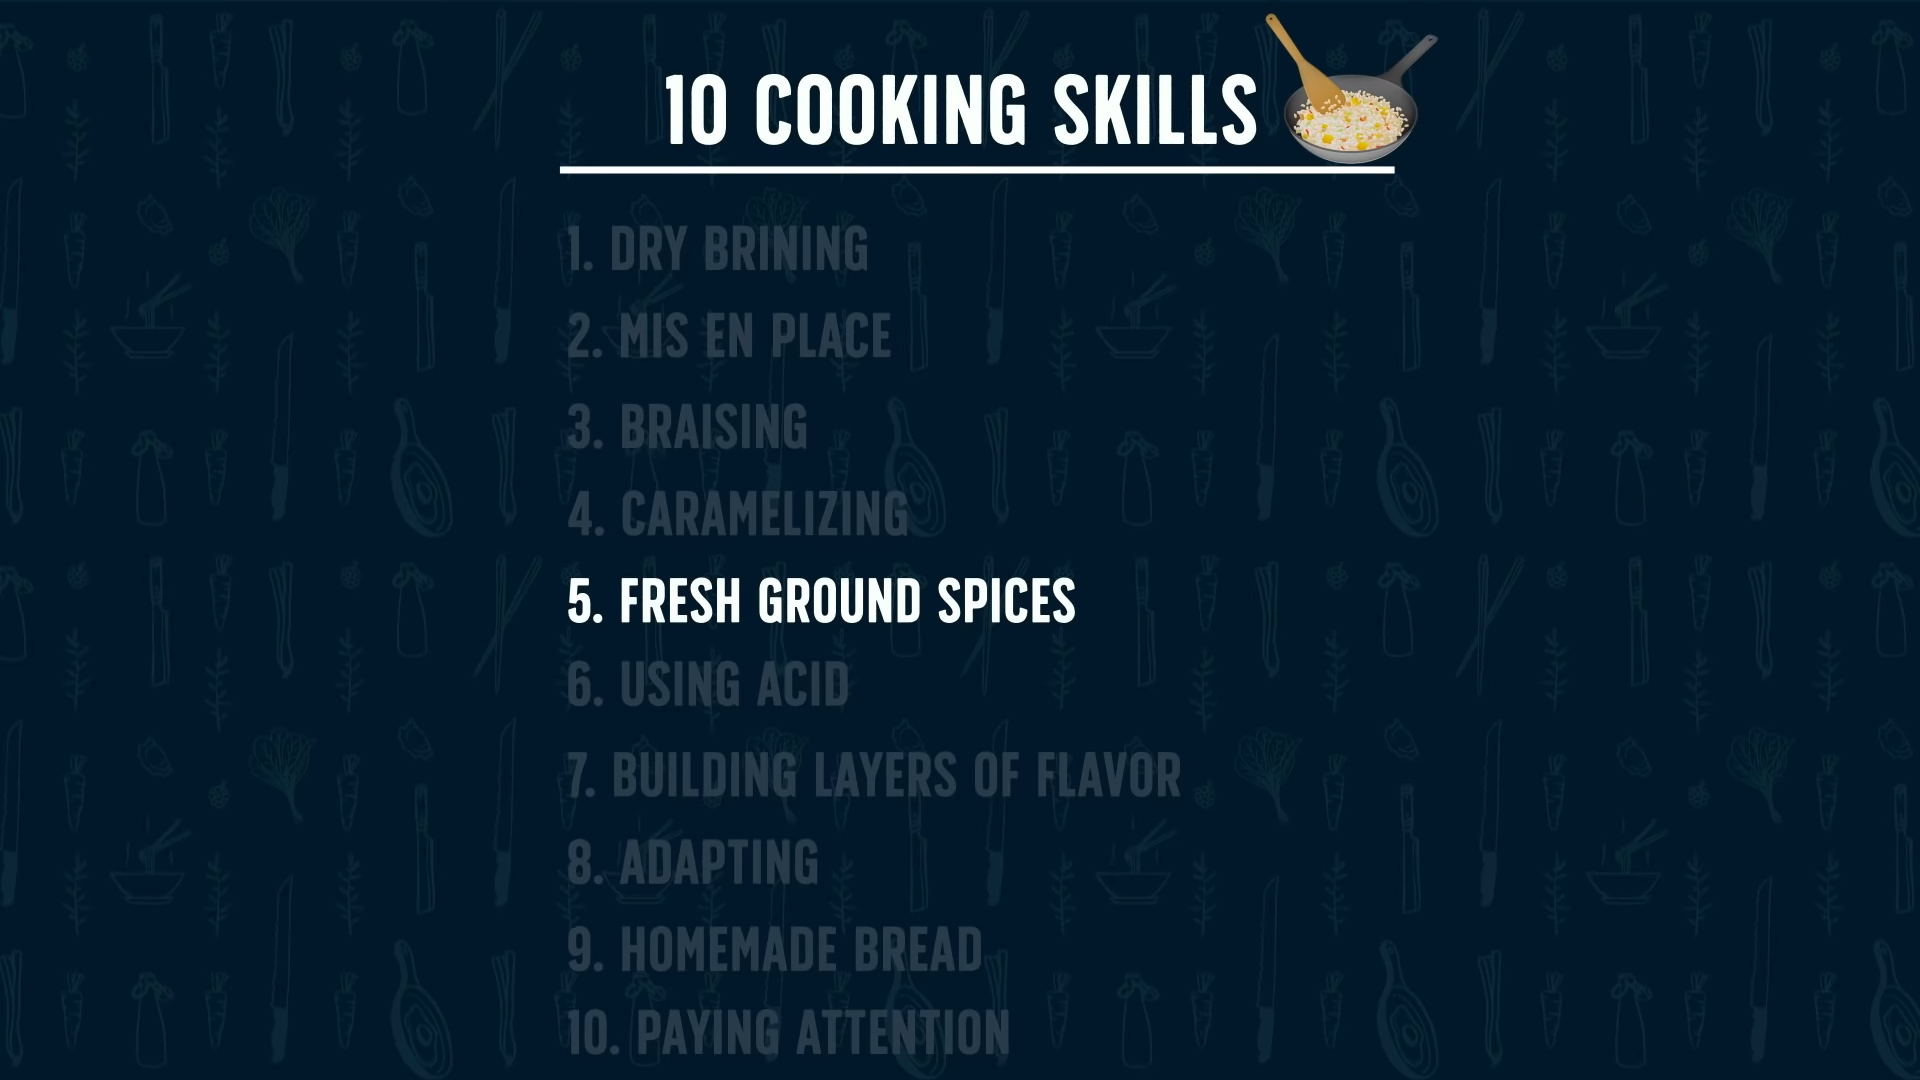 10 COOKING SKILLS
1. DRY BRINING
2. MIS EN PLACE
3. BRAISING
4. CARAMELIZING
5. FRESH GROUND SPICES
6. USING ACID
7. BUILDING LAYERS OF FLAVOR
8. ADAPTING
9. HOMEMADE BREAD
10. PAYING ATTENTION